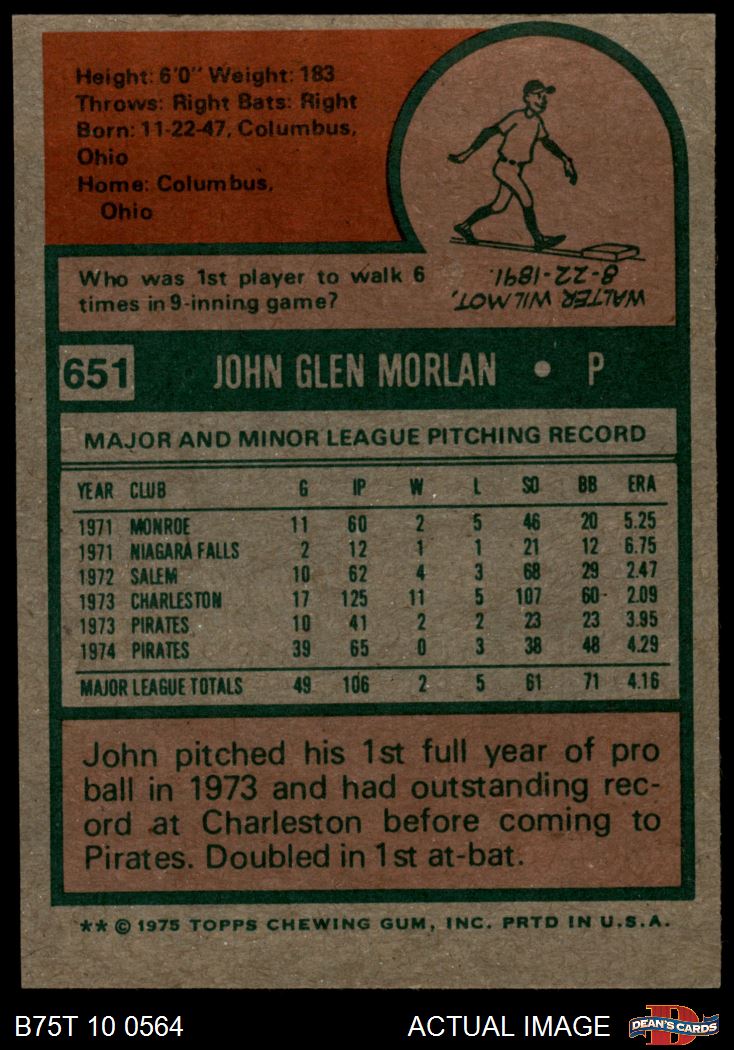 Height: 6'0" Weight: 183
Throws: Right Bats: Right
Born: 11-22-47, Columbus,
Ohio
Home: Columbus,
Ohio
Who was 1st player to walk 6
times in 9-inning game?
WALTER WILMOT,
8-22-1891.
651 JOHN GLEN MORLAN • P
MAJOR AND MINOR LEAGUE PITCHING RECORD
YEAR CLUB G IP W L SO BB ERA
1971 MONROE 11 60 2 5 46 20 5.25
1971 NIAGARA FALLS 2 12 1 1 21 12 6.75
1972 SALEM 10 62 4 3 68 29 2.47
1973 CHARLESTON 17 125 11 5 107 60 2.09
1973 PIRATES 10 41 2 2 23 23 3.95
1974 PIRATES 39 65 0 3 38 48 4.29
MAJOR LEAGUE TOTALS 49 106 2 5 61 71 4.16
John pitched his 1st full year of pro
ball in 1973 and had outstanding rec-
ord at Charleston before coming to
Pirates. Doubled in 1st at-bat.
** © 1975 TOPPS CHEWING GUM, INC. PRTD IN U.S.A.
B75T 10 0564 ACTUAL IMAGE D DEAN'S CARDS